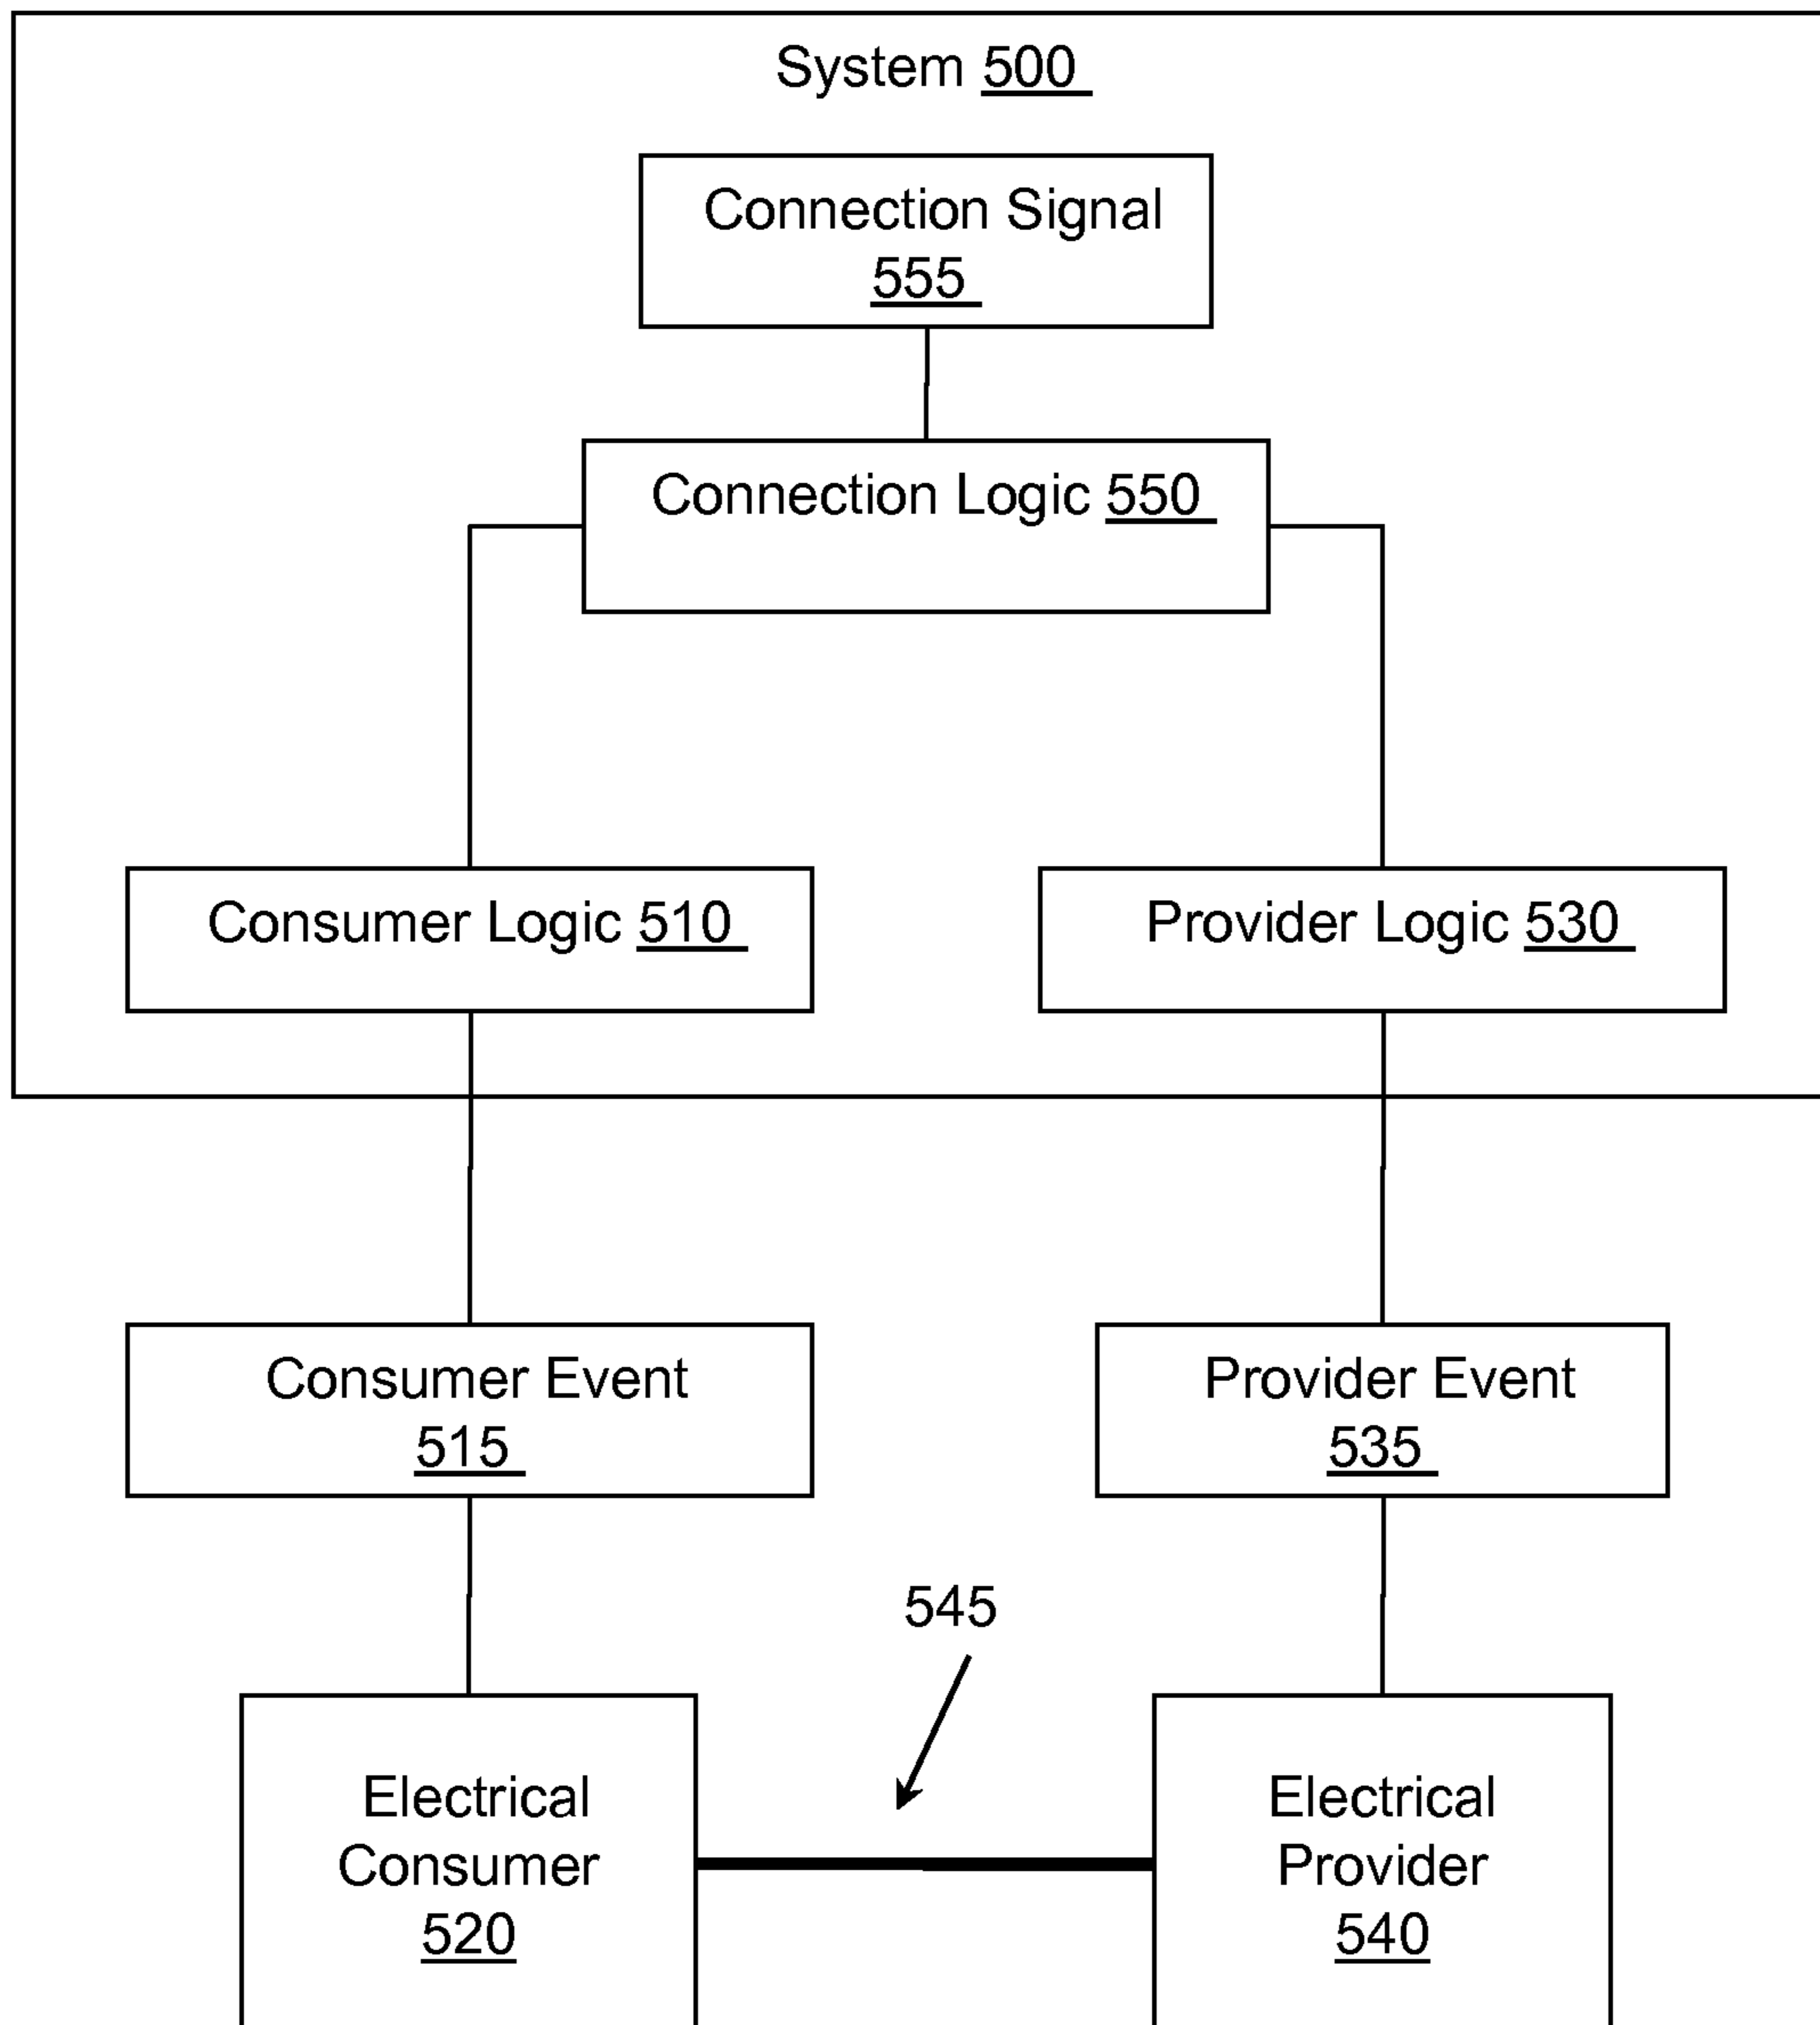 System 500
Connection Signal
555
Connection Logic 550
Consumer Logic 510
Provider Logic 530
Consumer Event
515
Provider Event
535
545
Electrical
Consumer
520
Electrical
Provider
540